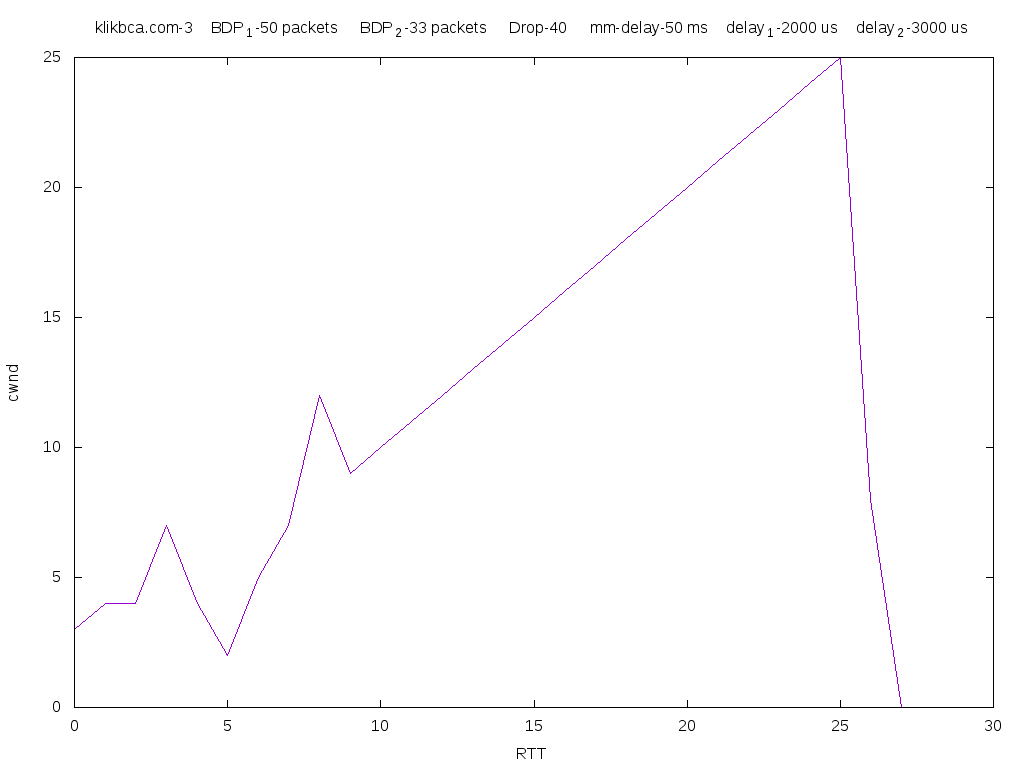 klikbca.com-3 BDP1-50 packets BDP2-33 packets Drop-40 mm-delay-50 ms delay1-2000 us delay2-3000 us
25
20
15
10
5
0
cwnd
0 5 10 15 20 25 30
RTT